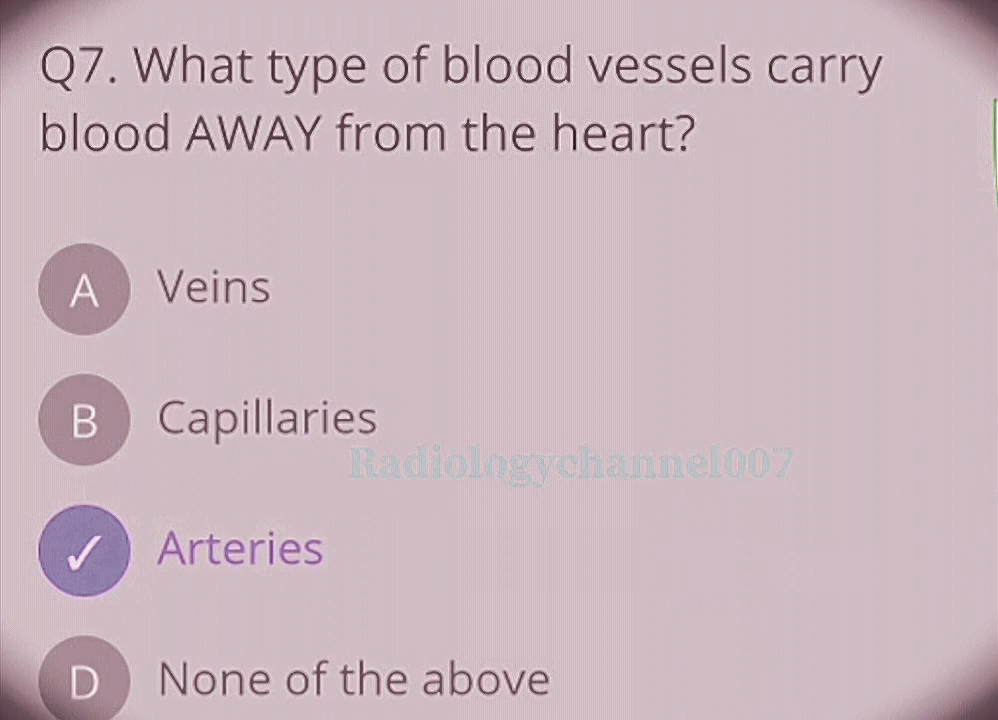 Q7. What type of blood vessels carry
blood AWAY from the heart?
A Veins
B Capillaries
Radiologychannel007
✓ Arteries
D None of the above